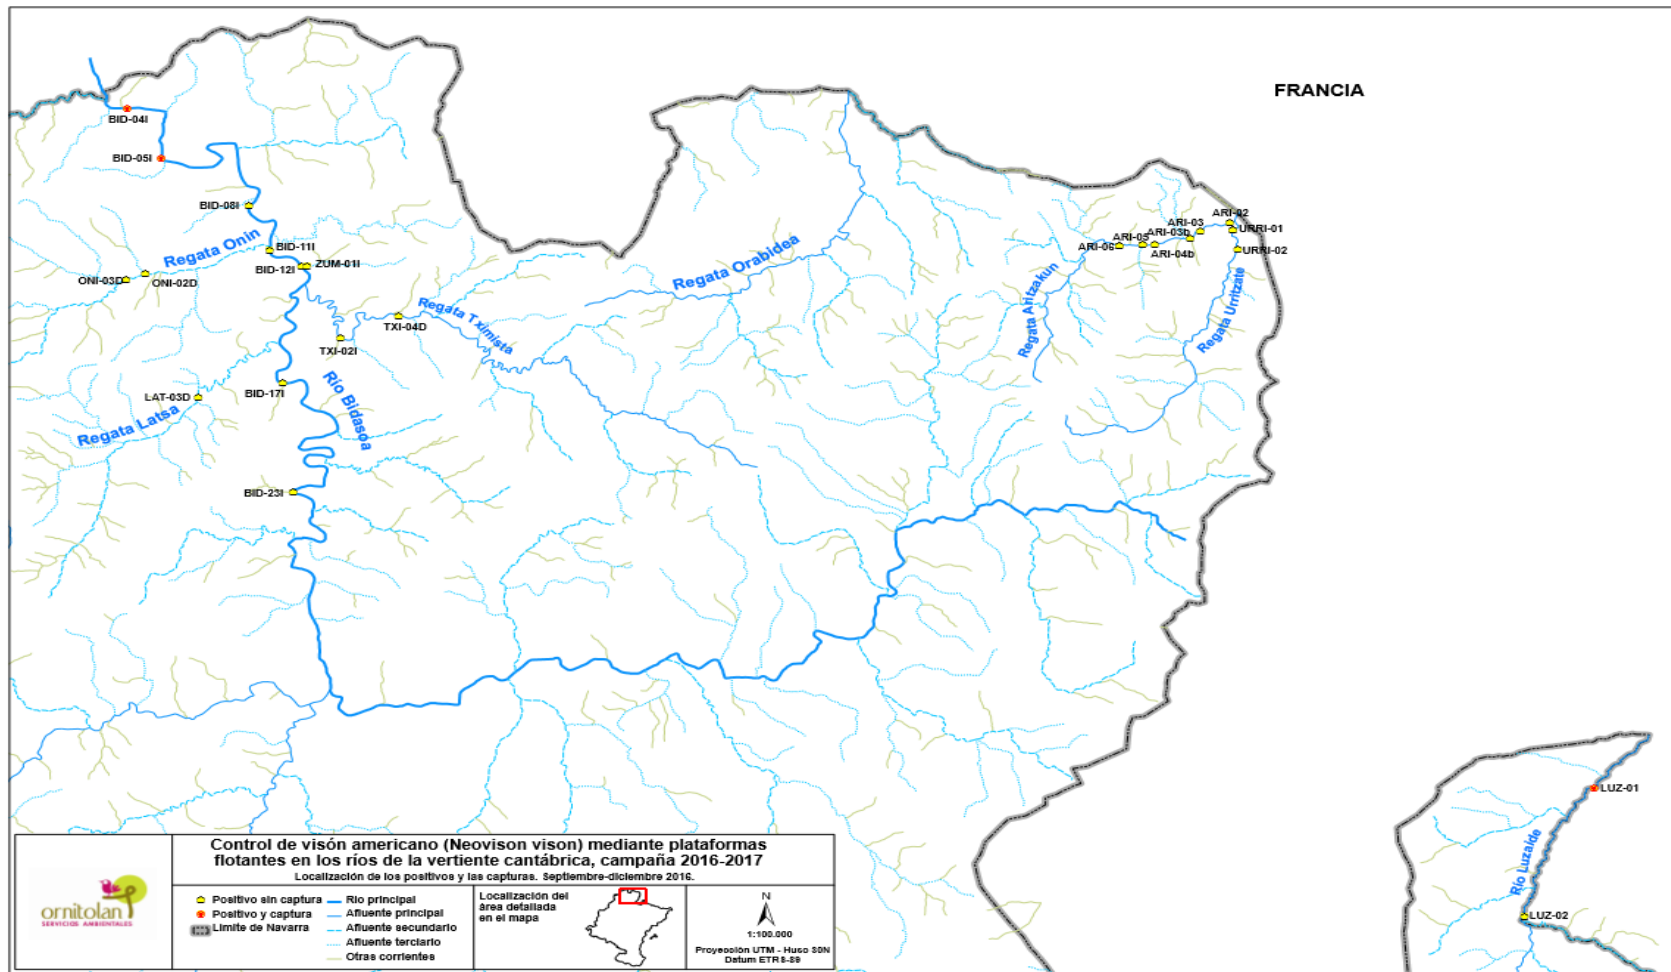 FRANCIA
BID-04I
BID-05I
BID-08I
Regata Onin
BID-11I
BID-12I
ZUM-01I
ONI-03D
ONI-02D
TXI-04D
TXI-02I
Regata Tximista
Regata Orabidea
ARI-02
ARI-03
URRI-01
ARI-03b
ARI-05
ARI-06
ARI-04b
URRI-02
Regata Aritzakun
Regata Urritzate
BID-17I
LAT-03D
Regata Latsa
Río Bidasoa
BID-23I
LUZ-01
Río Luzaide
LUZ-02
Control de visón americano (Neovison vison) mediante plataformas
flotantes en los ríos de la vertiente cantábrica, campaña 2016-2017
Localización de los positivos y las capturas. Septiembre-diciembre 2016.
ornitolan
SERVICIOS AMBIENTALES
Positivo sin captura
Positivo y captura
Límite de Navarra
Río principal
Afluente principal
Afluente secundario
Afluente terciario
Otras corrientes
Localización del
área detallada
en el mapa
N
1:100.000
Proyección UTM - Huso 30N
Datum ETRS-89